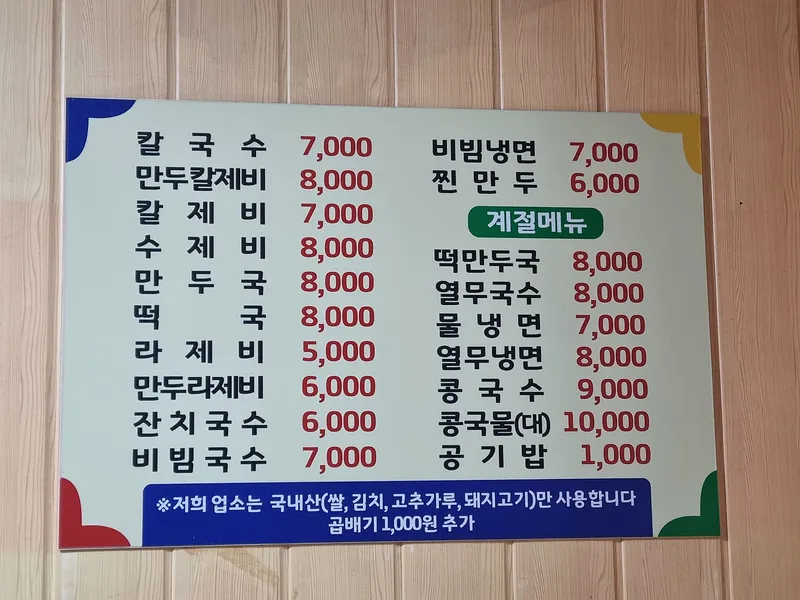 칼국수 7,000
만두칼제비 8,000
칼제비 7,000
수제비 8,000
만두국 8,000
떡국 8,000
라제비 5,000
만두라제비 6,000
잔치국수 6,000
비빔국수 7,000
비빔냉면 7,000
찐만두 6,000
계절메뉴
떡만두국 8,000
열무국수 8,000
물냉면 7,000
열무냉면 8,000
콩국수 9,000
콩국물(대) 10,000
공기밥 1,000
※저희 업소는 국내산(쌀, 김치, 고추가루, 돼지고기)만 사용합니다
곱배기 1,000원 추가